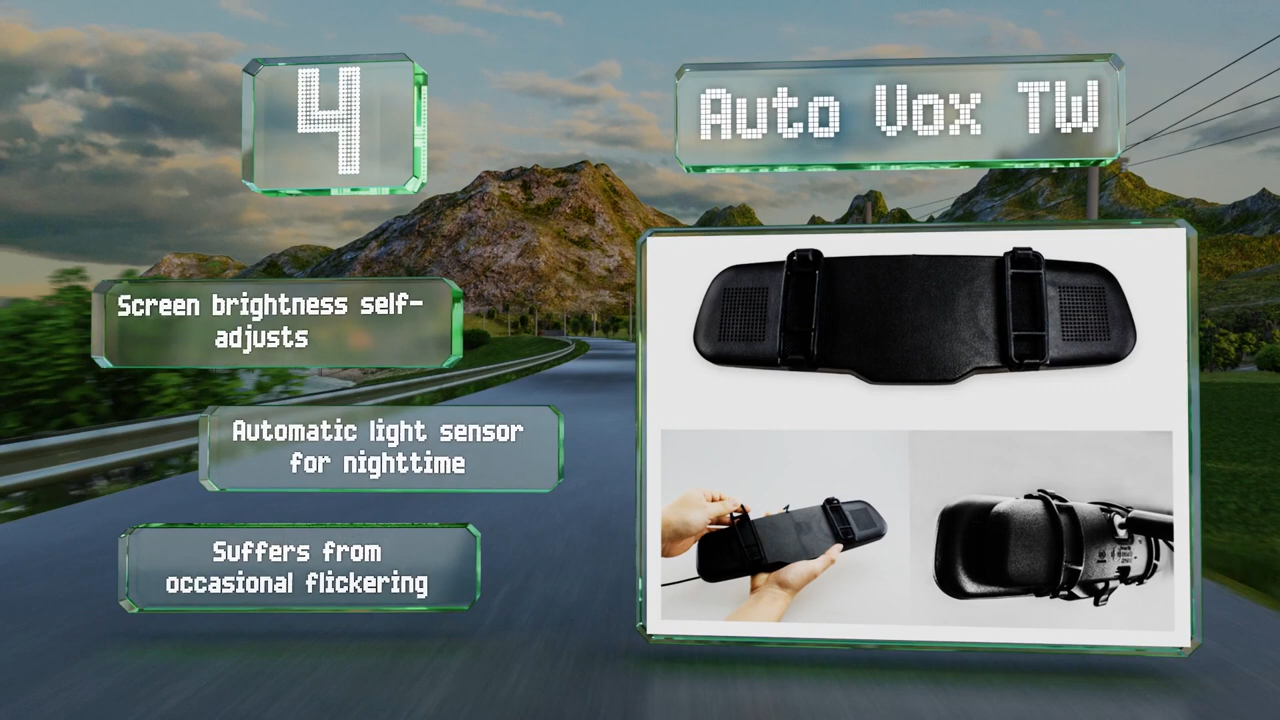 4
Auto Vox TW
Screen brightness self-
adjusts
Automatic light sensor
for nighttime
Suffers from
occasional flickering